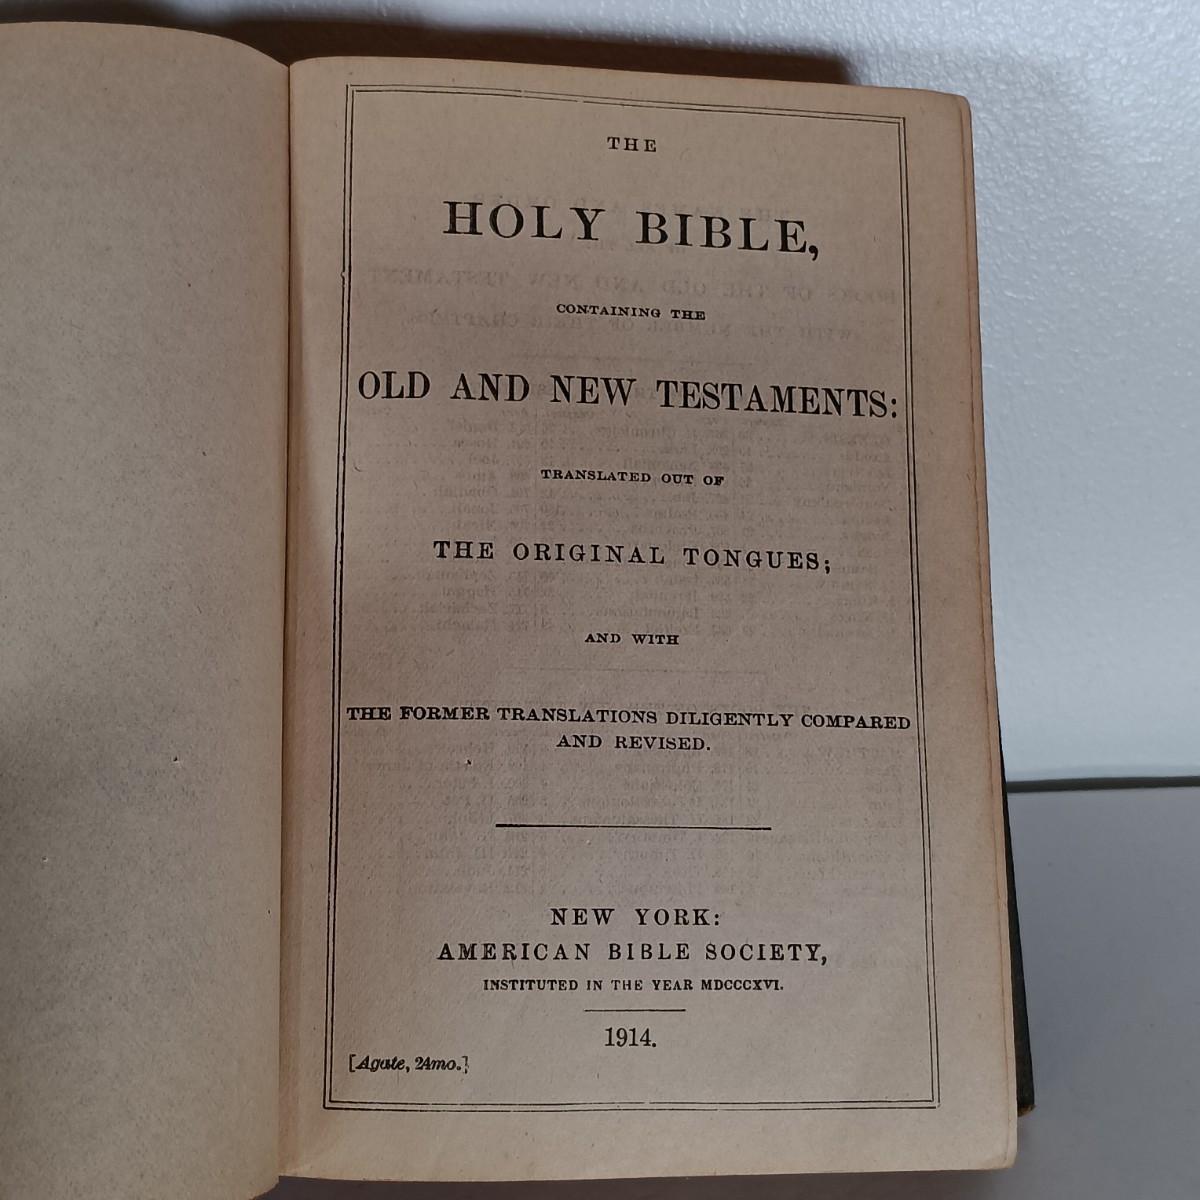 THE
HOLY BIBLE,
CONTAINING THE
OLD AND NEW TESTAMENTS:
TRANSLATED OUT OF
THE ORIGINAL TONGUES;
AND WITH
THE FORMER TRANSLATIONS DILIGENTLY COMPARED
AND REVISED.
NEW YORK:
AMERICAN BIBLE SOCIETY,
INSTITUTED IN THE YEAR MDCCCXVI.
1914.
[Agate, 24mo.]